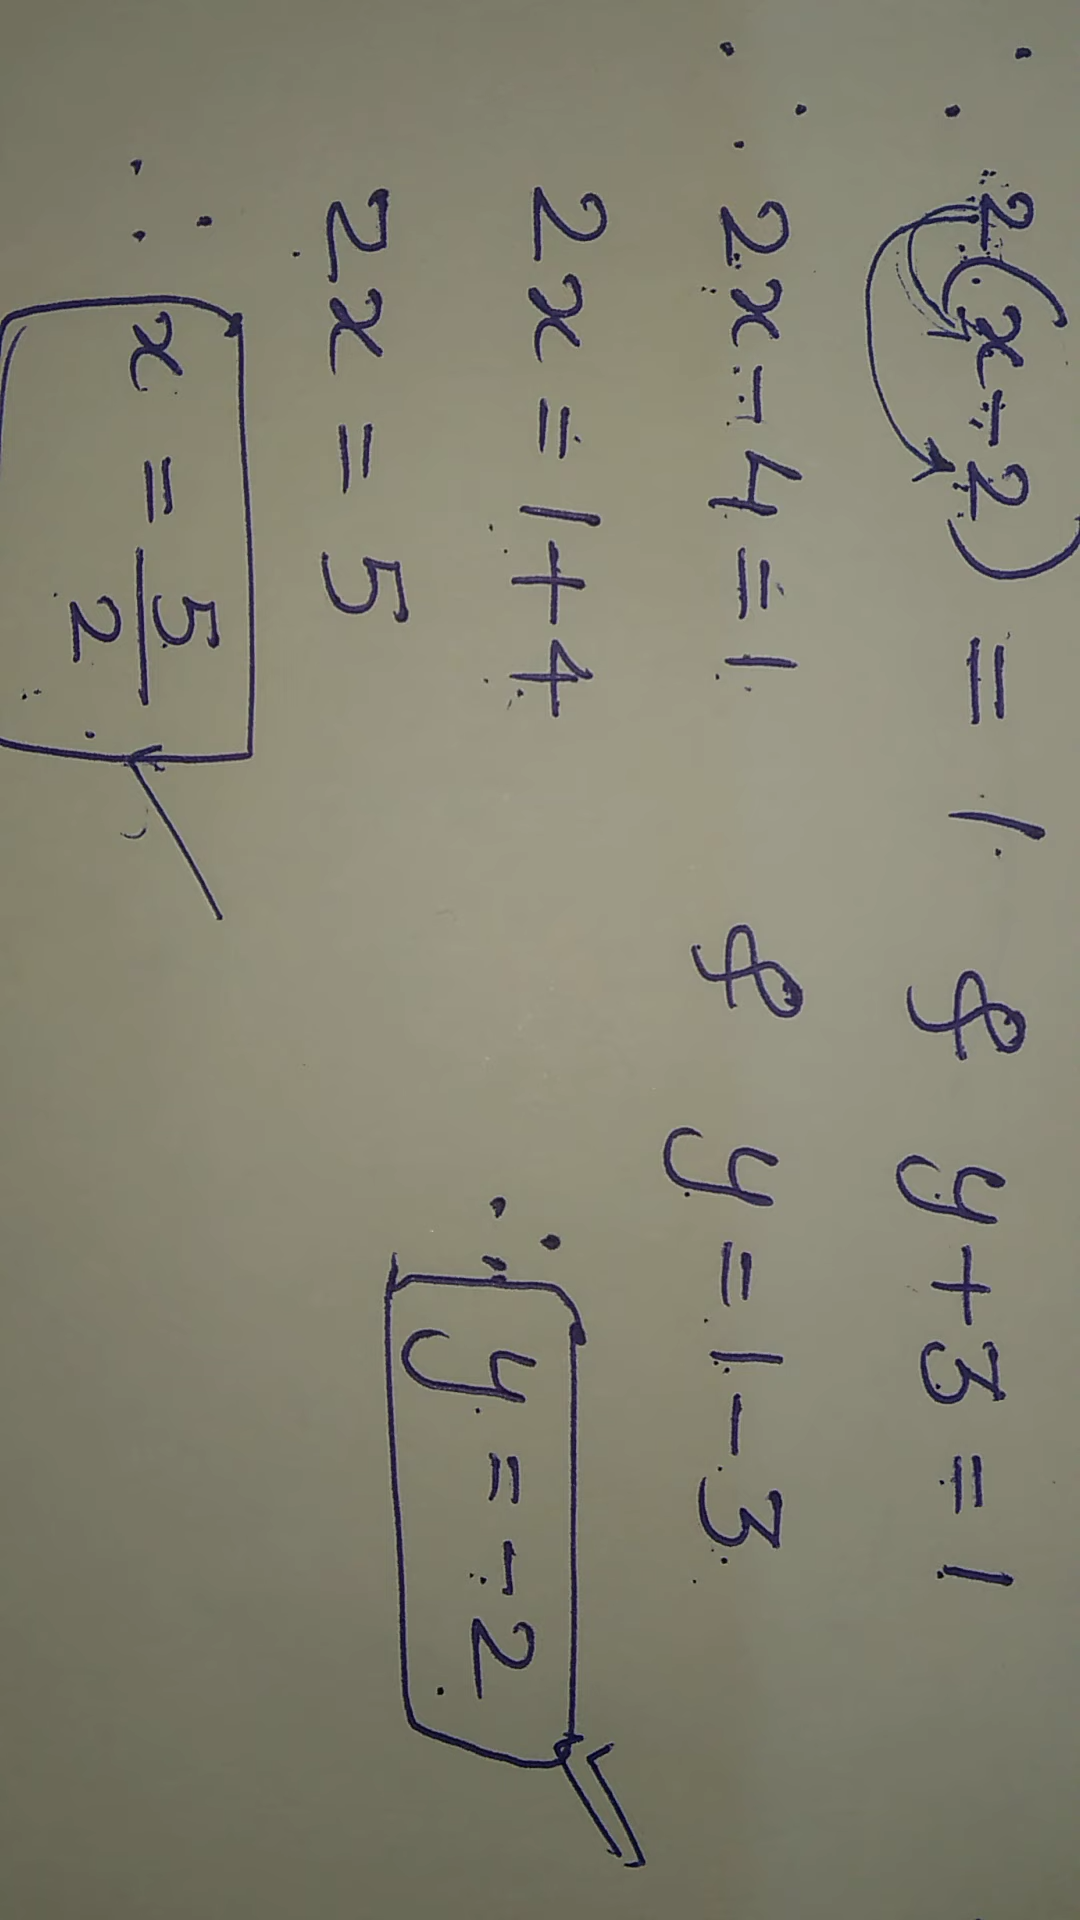 ∴ 2(x-2) = 1 & y+3=1
∴ 2x-4=1 & y=1-3
2x=1+4 ∴ y=-2
2x=5
∴ x=5/2